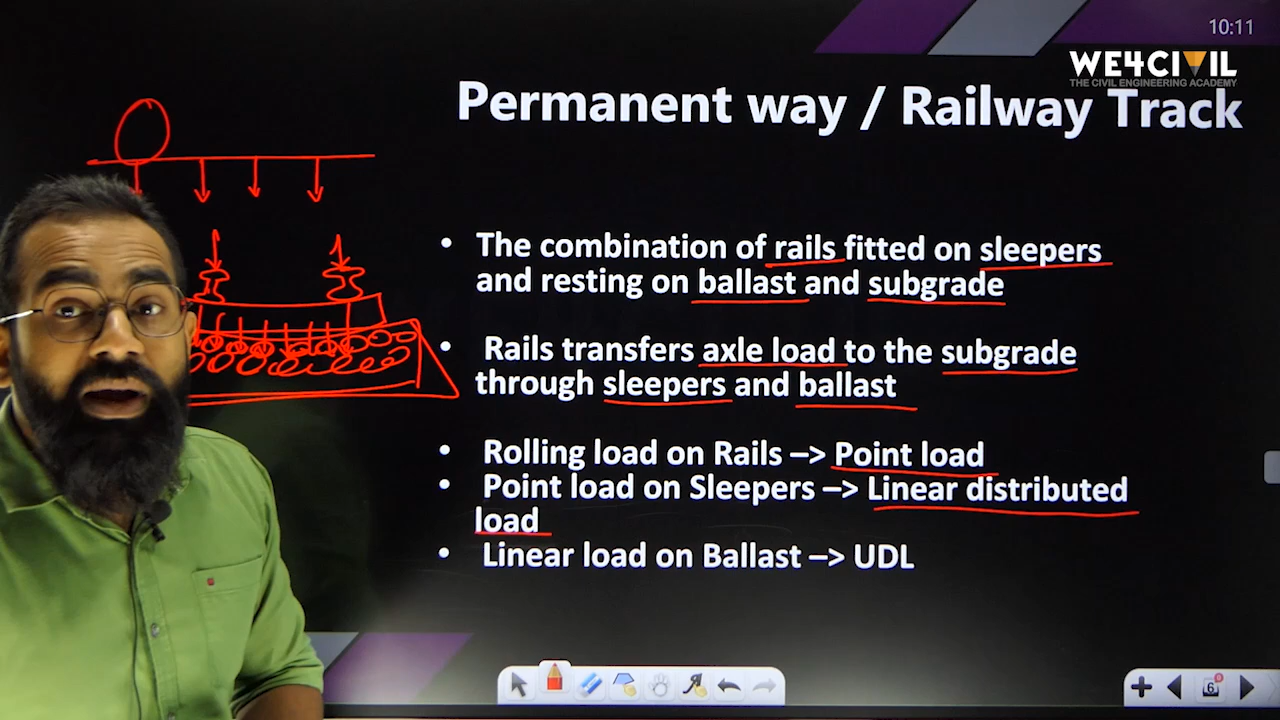 10:11
WE4CIVIL
THE CIVIL ENGINEERING ACADEMY
Permanent way / Railway Track
• The combination of rails fitted on sleepers
and resting on ballast and subgrade
• Rails transfers axle load to the subgrade
through sleepers and ballast
• Rolling load on Rails –> Point load
• Point load on Sleepers –> Linear distributed
load
• Linear load on Ballast –> UDL
6